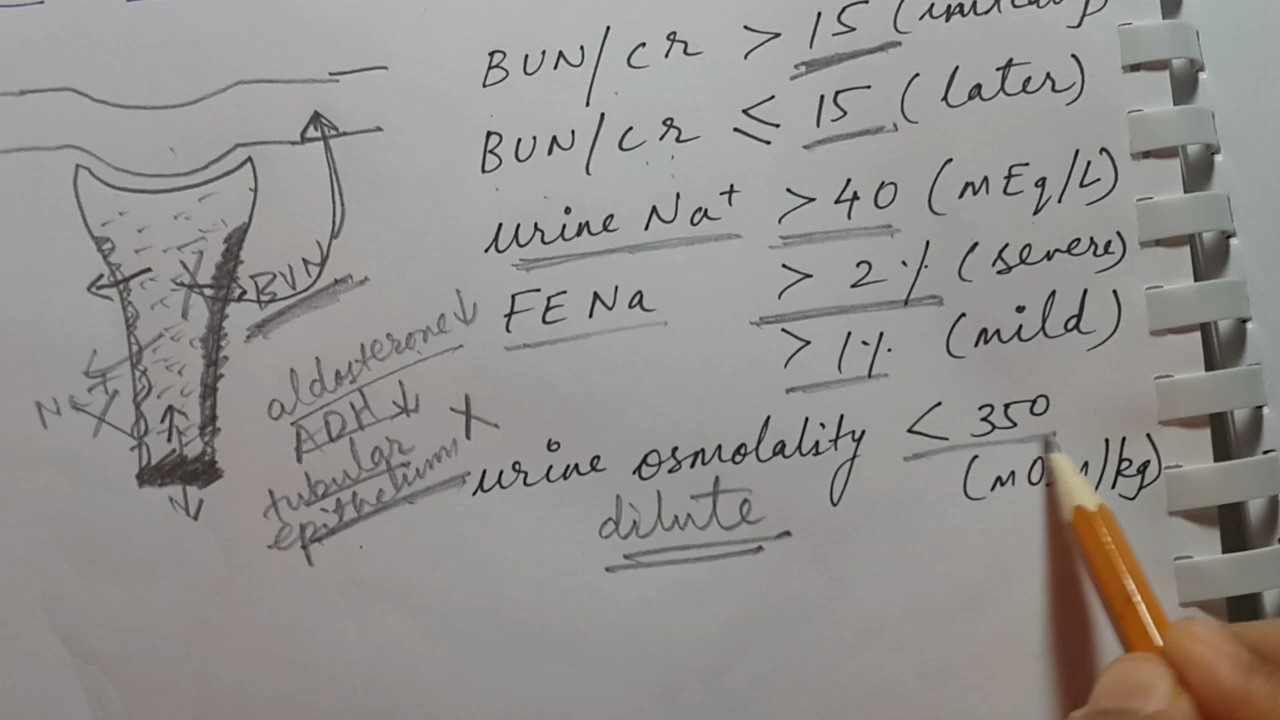 BUN/cr > 15 (initially)
BUN/cr ≤ 15 (later)
urine Na+ > 40 (mEq/L)
FENa > 2% (severe)
> 1% (mild)
urine osmolality < 350
dilute
BUN
Na+
aldosterone↓
ADH↓
tubular
epithelium X